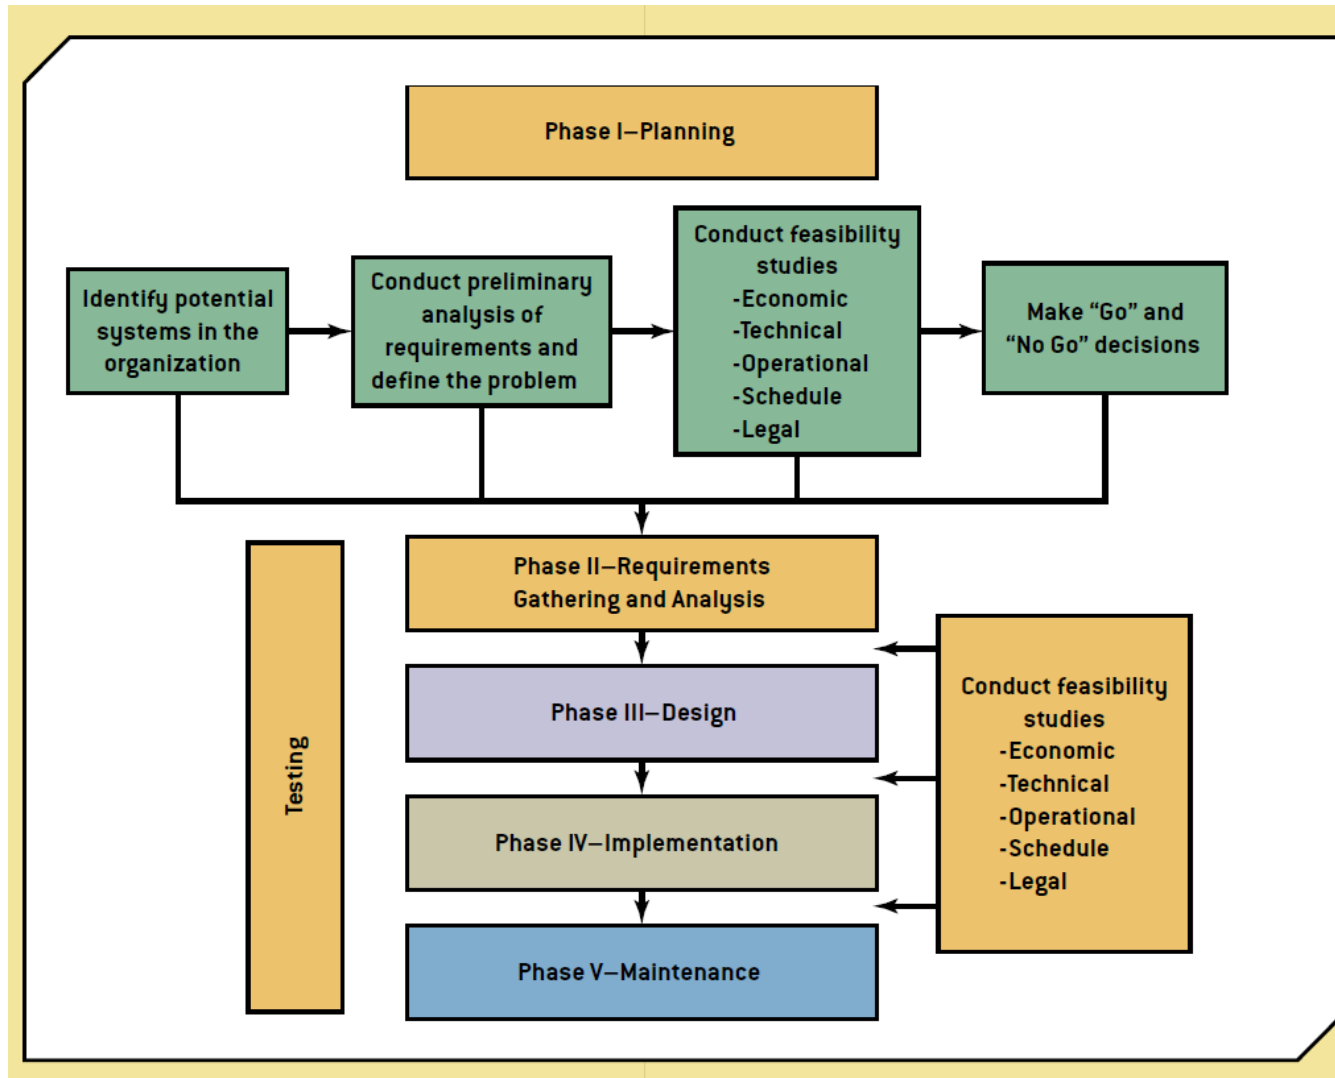 Phase I–Planning
Identify potential
systems in the
organization
Conduct preliminary
analysis of
requirements and
define the problem
Conduct feasibility
studies
-Economic
-Technical
-Operational
-Schedule
-Legal
Make “Go” and
“No Go” decisions
Phase II–Requirements
Gathering and Analysis
Testing
Phase III–Design
Phase IV–Implementation
Phase V–Maintenance
Conduct feasibility
studies
-Economic
-Technical
-Operational
-Schedule
-Legal